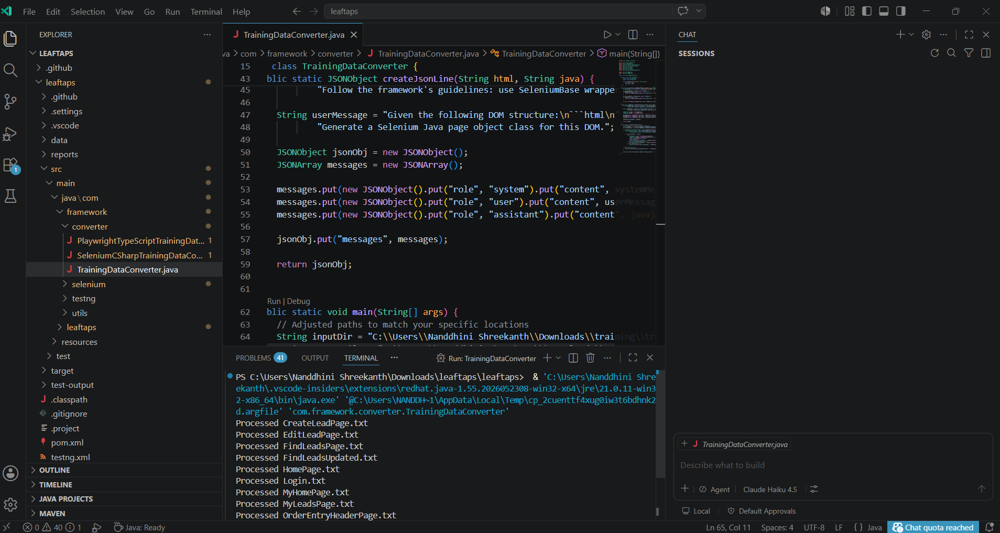 File Edit Selection View Go Run Terminal Help
leaftaps
EXPLORER
LEAFTAPS
.github
leaftaps
.github
.settings
.vscode
data
reports
src
main
java\com
framework
converter
PlaywrightTypeScriptTrainingDat... 1
SeleniumCSharpTrainingDataCo... 1
TrainingDataConverter.java
selenium
testng
utils
leaftaps
resources
test
target
test-output
.classpath
.gitignore
.project
pom.xml
testng.xml
OUTLINE
TIMELINE
JAVA PROJECTS
MAVEN
1
TrainingDataConverter.java
va > com > framework > converter > TrainingDataConverter.java > TrainingDataConverter > main(String[])
15 class TrainingDataConverter {
43 blic static JSONObject createJsonLine(String html, String java) {
45 "Follow the framework's guidelines: use SeleniumBase wrappe
46
47 String userMessage = "Given the following DOM structure:\n```html\n
48 "Generate a Selenium Java page object class for this DOM.";
49
50 JSONObject jsonObj = new JSONObject();
51 JSONArray messages = new JSONArray();
52
53 messages.put(new JSONObject().put("role", "system").put("content", systemMe
54 messages.put(new JSONObject().put("role", "user").put("content", userMessag
55 messages.put(new JSONObject().put("role", "assistant").put("content", java)
56
57 jsonObj.put("messages", messages);
58
59 return jsonObj;
60
61
Run | Debug
62 blic static void main(String[] args) {
63 // Adjusted paths to match your specific locations
64 String inputDir = "C:\\Users\\Nanddhini Shreekanth\\Downloads\\training\\tr
PROBLEMS 41 OUTPUT TERMINAL ...
Run: TrainingDataConverter
PS C:\Users\Nanddhini Shreekanth\Downloads\leaftaps\leaftaps> & 'C:\Users\Nanddhini Shre
ekanth\.vscode-insiders\extensions\redhat.java-1.55.2026052308-win32-x64\jre\21.0.11-win3
2-x86_64\bin\java.exe' '@C:\Users\NANDDH~1\AppData\Local\Temp\cp_2cuenttf4xug0iw3t6bdhnk2
d.argfile' 'com.framework.converter.TrainingDataConverter'
Processed CreateLeadPage.txt
Processed EditLeadPage.txt
Processed FindLeadsPage.txt
Processed FindLeadsUpdated.txt
Processed HomePage.txt
Processed Login.txt
Processed MyHomePage.txt
Processed MyLeadsPage.txt
Processed OrderEntryHeaderPage.txt
CHAT
SESSIONS
TrainingDataConverter.java
Describe what to build
Agent Claude Haiku 4.5
Local Default Approvals
0 40 1 Java: Ready
Ln 65, Col 11 Spaces: 4 UTF-8 LF {} Java Chat quota reached